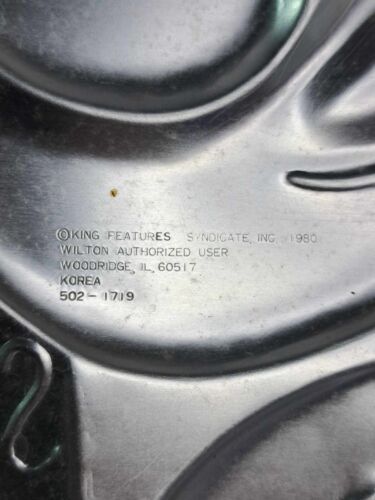 ©KING FEATURES SYNDICATE, INC. 1980
WILTON AUTHORIZED USER
WOODRIDGE, IL 60517
KOREA
502-1719